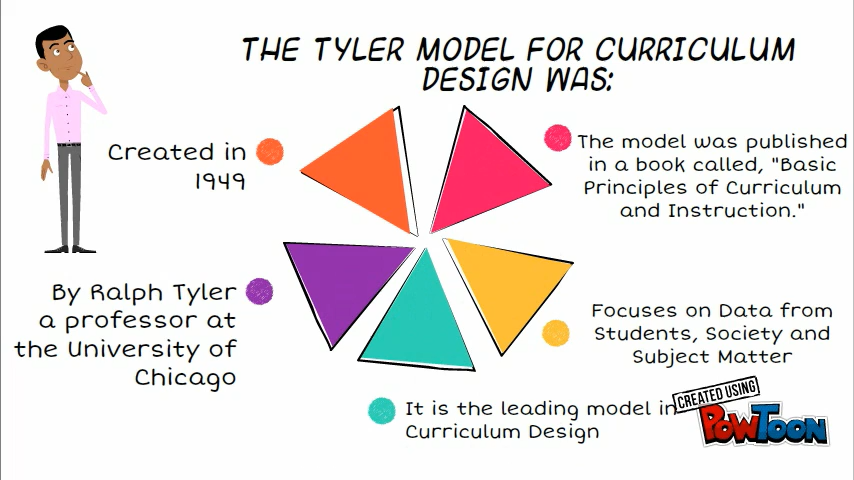 THE TYLER MODEL FOR CURRICULUM
DESIGN WAS:
Created in
1949
The model was published
in a book called, "Basic
Principles of Curriculum
and Instruction."
By Ralph Tyler
a professor at
the University of
Chicago
Focuses on Data from
Students, Society and
Subject Matter
It is the leading model in
Curriculum Design
CREATED USING
POWTOON